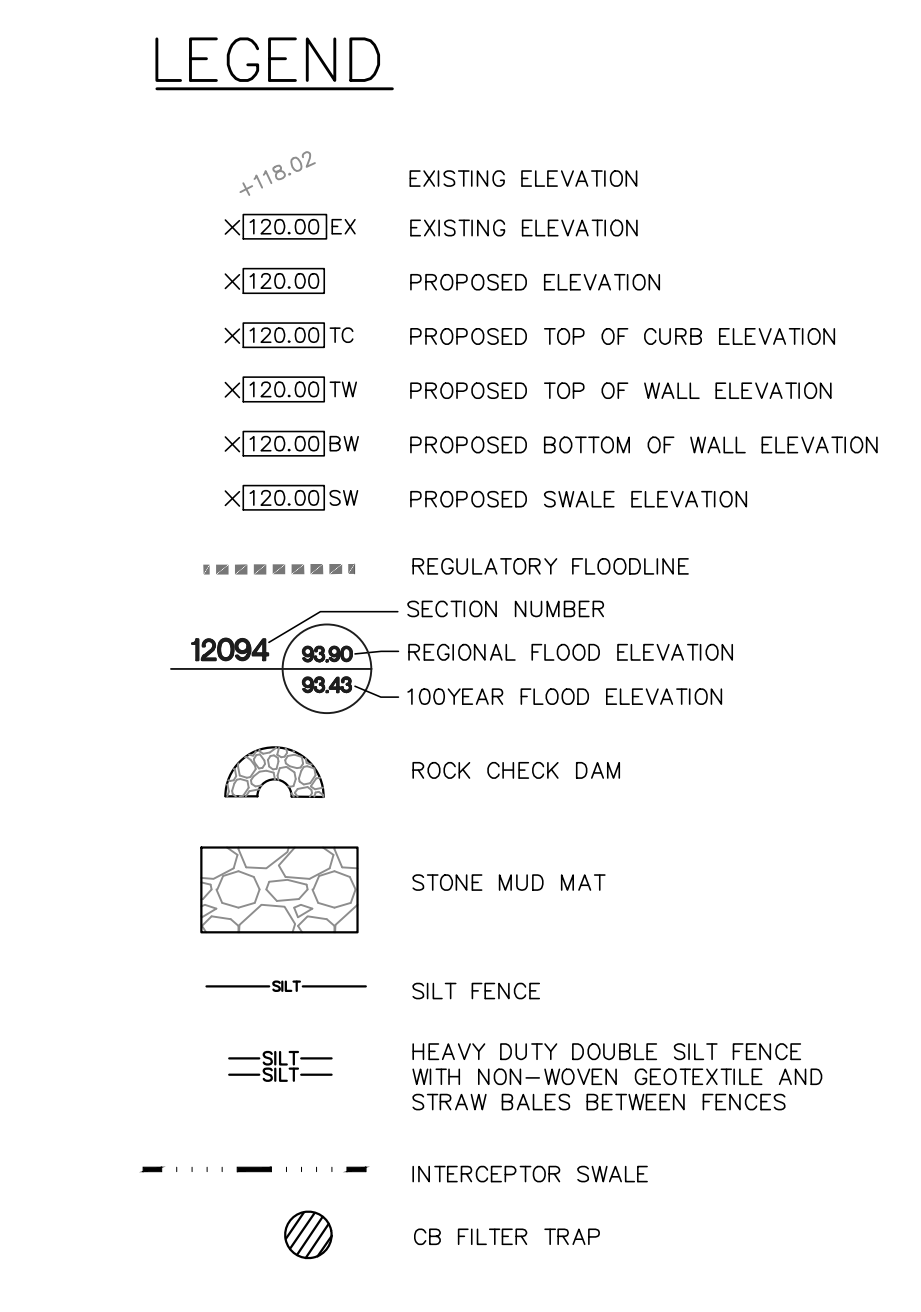 LEGEND
+118.02 EXISTING ELEVATION
X 120.00 EX EXISTING ELEVATION
X 120.00 PROPOSED ELEVATION
X 120.00 TC PROPOSED TOP OF CURB ELEVATION
X 120.00 TW PROPOSED TOP OF WALL ELEVATION
X 120.00 BW PROPOSED BOTTOM OF WALL ELEVATION
X 120.00 SW PROPOSED SWALE ELEVATION
REGULATORY FLOODLINE
SECTION NUMBER
12094 93.90 REGIONAL FLOOD ELEVATION
93.43 100YEAR FLOOD ELEVATION
ROCK CHECK DAM
STONE MUD MAT
SILT SILT FENCE
SILT HEAVY DUTY DOUBLE SILT FENCE
SILT WITH NON-WOVEN GEOTEXTILE AND
STRAW BALES BETWEEN FENCES
INTERCEPTOR SWALE
CB FILTER TRAP